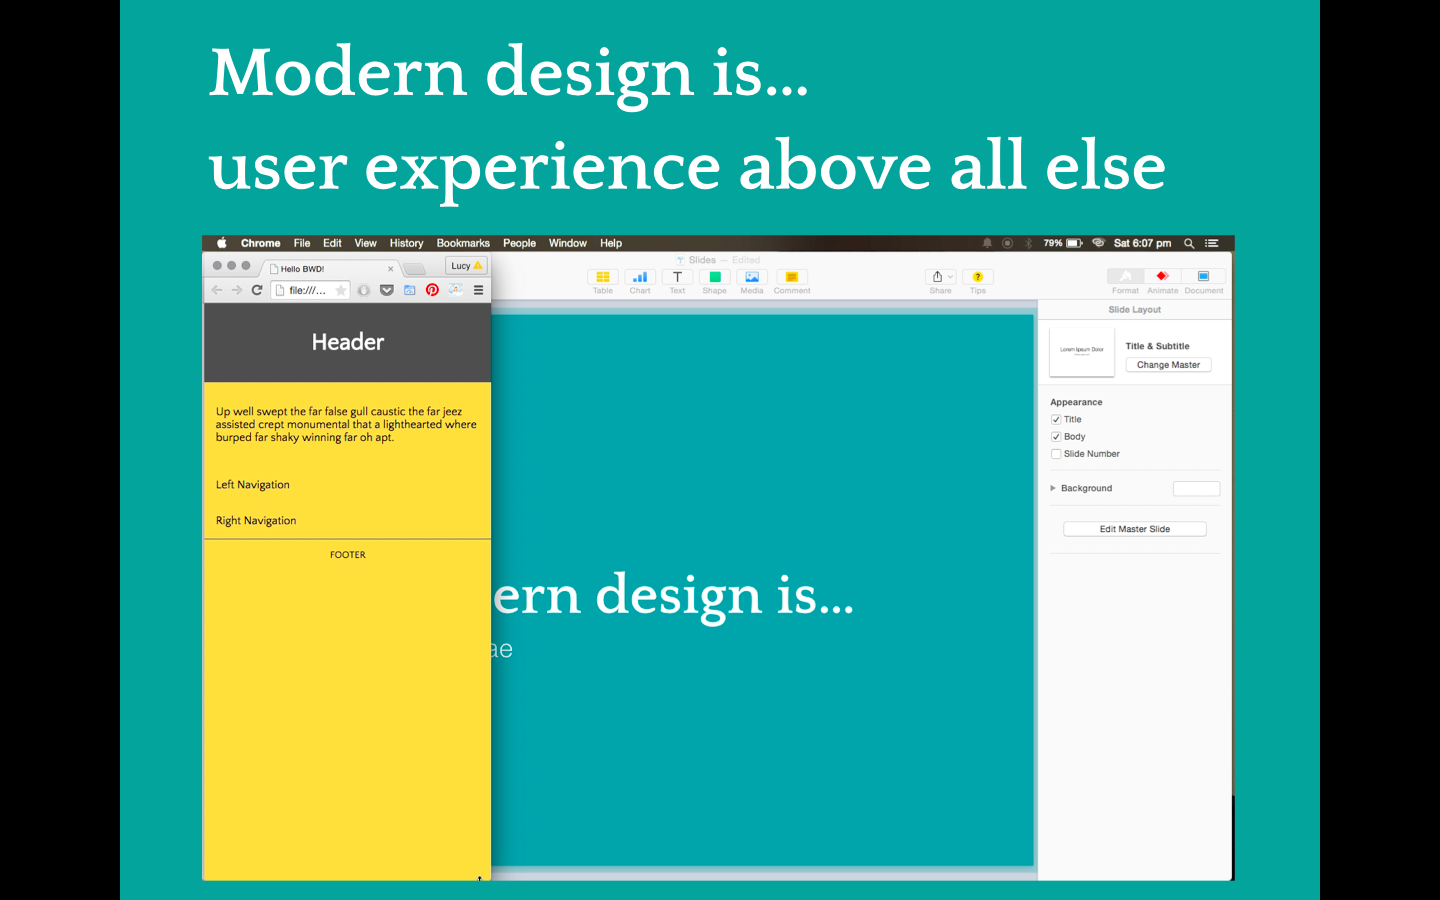 Modern design is...
user experience above all else
Chrome File Edit View History Bookmarks People Window Help
79% Sat 6:07 pm
Hello BWD!
Lucy
file:///...
Slides — Edited
Table Chart Text Shape Media Comment
Share Tips
Format Animate Document
Header
Up well swept the far false gull caustic the far jeez
assisted crept monumental that a lighthearted where
burped far shaky winning far oh apt.
Left Navigation
Right Navigation
FOOTER
ern design is...
ae
Slide Layout
Lorem Ipsum Dolor
Title & Subtitle
Change Master
Appearance
Title
Body
Slide Number
Background
Edit Master Slide